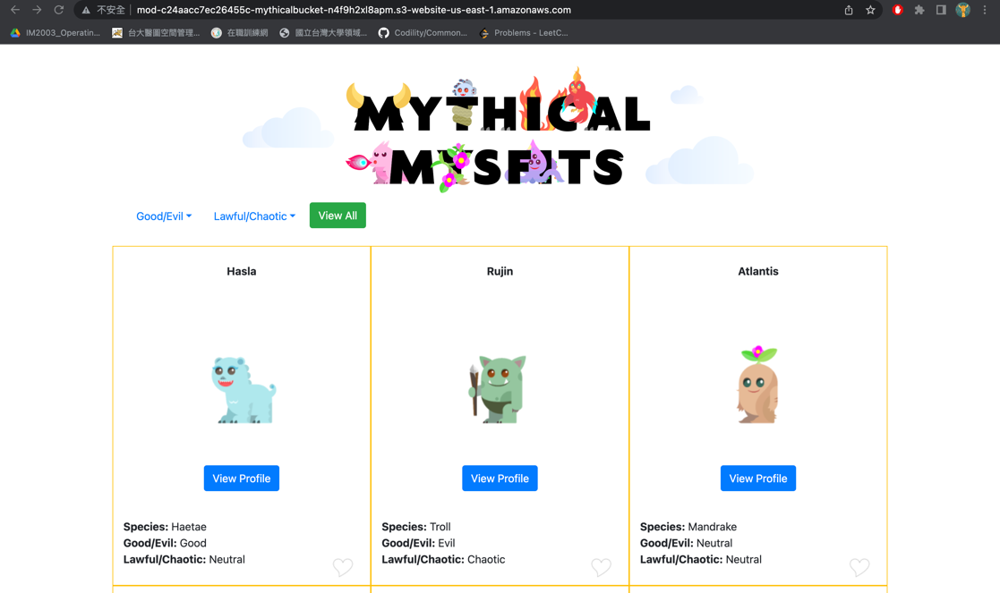 不安全 mod-c24aacc7ec26455c-mythicalbucket-n4f9h2xl8apm.s3-website-us-east-1.amazonaws.com
IM2003_Operatin... 台大醫圖空間管理... 在職訓練網 國立台灣大學領域... Codility/Common... Problems - LeetC...
MYTHICAL
MYSFITS
Good/Evil Lawful/Chaotic View All
Hasla Rujin Atlantis
View Profile View Profile View Profile
Species: Haetae Species: Troll Species: Mandrake
Good/Evil: Good Good/Evil: Evil Good/Evil: Neutral
Lawful/Chaotic: Neutral Lawful/Chaotic: Chaotic Lawful/Chaotic: Neutral